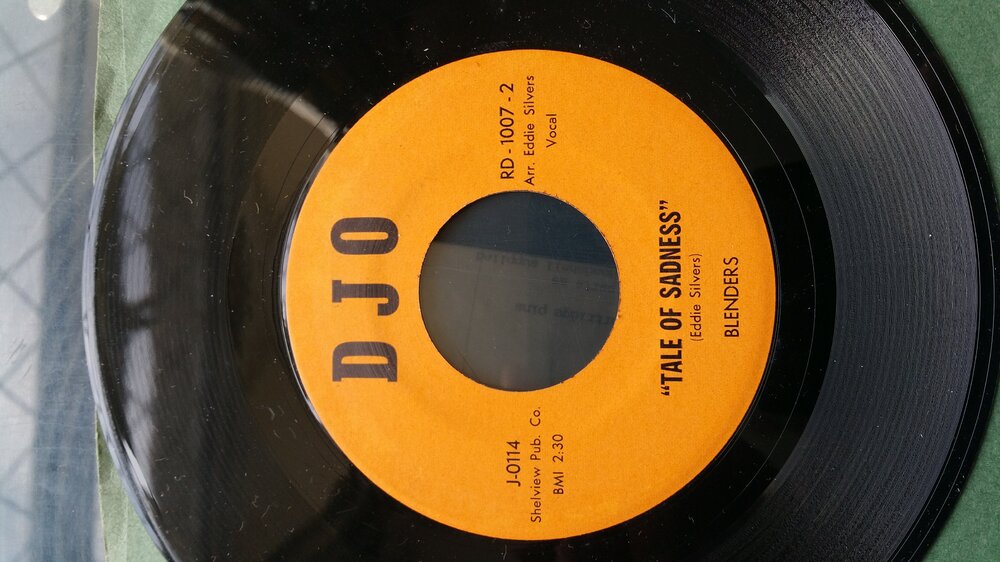 D J O
J-0114
Shelview Pub. Co.
BMI 2:30
RD - 1007 - 2
Arr. Eddie Silvers
Vocal
"TALE OF SADNESS"
(Eddie Silvers)
BLENDERS